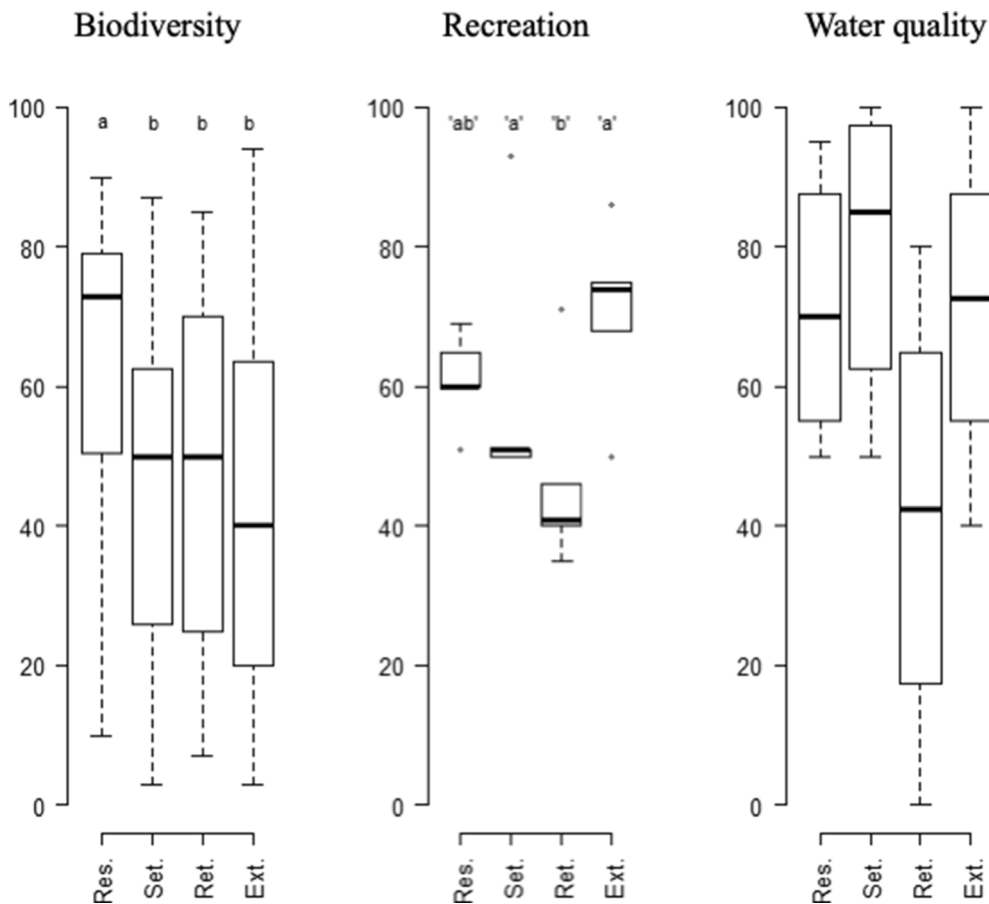 Biodiversity
100
80
60
40
20
0
a b b b
Res. Set. Ret. Ext.
Recreation
100
80
60
40
20
0
'ab' 'a' 'b' 'a'
Res. Set. Ret. Ext.
Water quality
100
80
60
40
20
0
Res. Set. Ret. Ext.